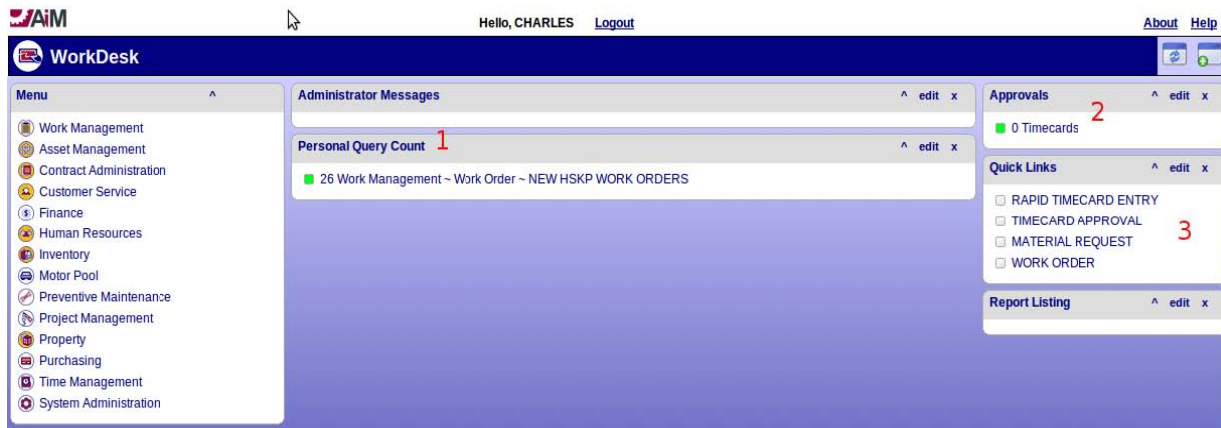 AiM
Hello, CHARLES Logout
About Help
WorkDesk
Menu ^
Work Management
Asset Management
Contract Administration
Customer Service
Finance
Human Resources
Inventory
Motor Pool
Preventive Maintenance
Project Management
Property
Purchasing
Time Management
System Administration
Administrator Messages ^ edit x
Personal Query Count 1 ^ edit x
26 Work Management ~ Work Order ~ NEW HSKP WORK ORDERS
Approvals ^ edit x
2
0 Timecards
Quick Links ^ edit x
RAPID TIMECARD ENTRY
TIMECARD APPROVAL
3
MATERIAL REQUEST
WORK ORDER
Report Listing ^ edit x